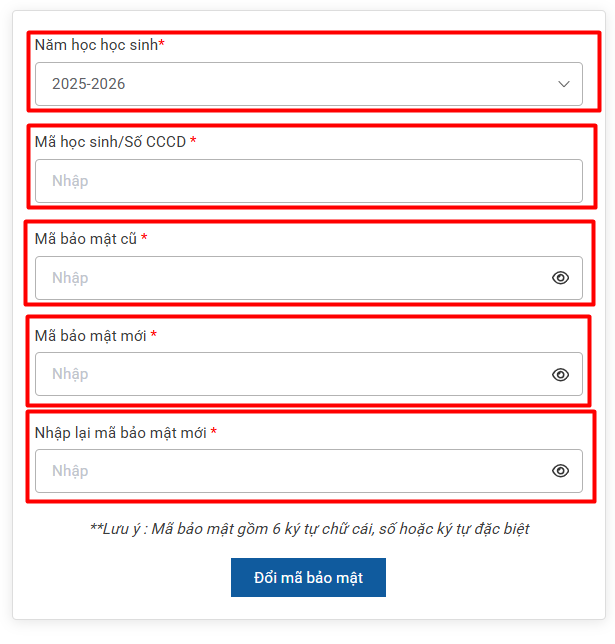 Năm học học sinh*
2025-2026
Mã học sinh/Số CCCD *
Nhập
Mã bảo mật cũ *
Nhập
Mã bảo mật mới *
Nhập
Nhập lại mã bảo mật mới *
Nhập
**Lưu ý : Mã bảo mật gồm 6 ký tự chữ cái, số hoặc ký tự đặc biệt
Đổi mã bảo mật